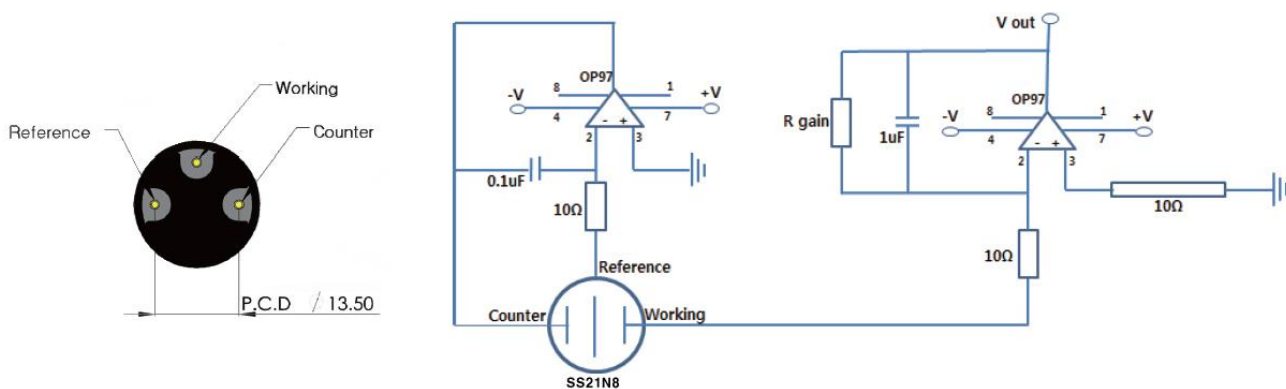 Working
Reference
Counter
P.C.D / 13.50
OP97
8
1
-V
+V
4
7
- +
2
3
0.1uF
10Ω
Reference
Counter
Working
SS21N8
V out
OP97
8
1
-V
+V
R gain
1uF
4
7
- +
2
3
10Ω
10Ω